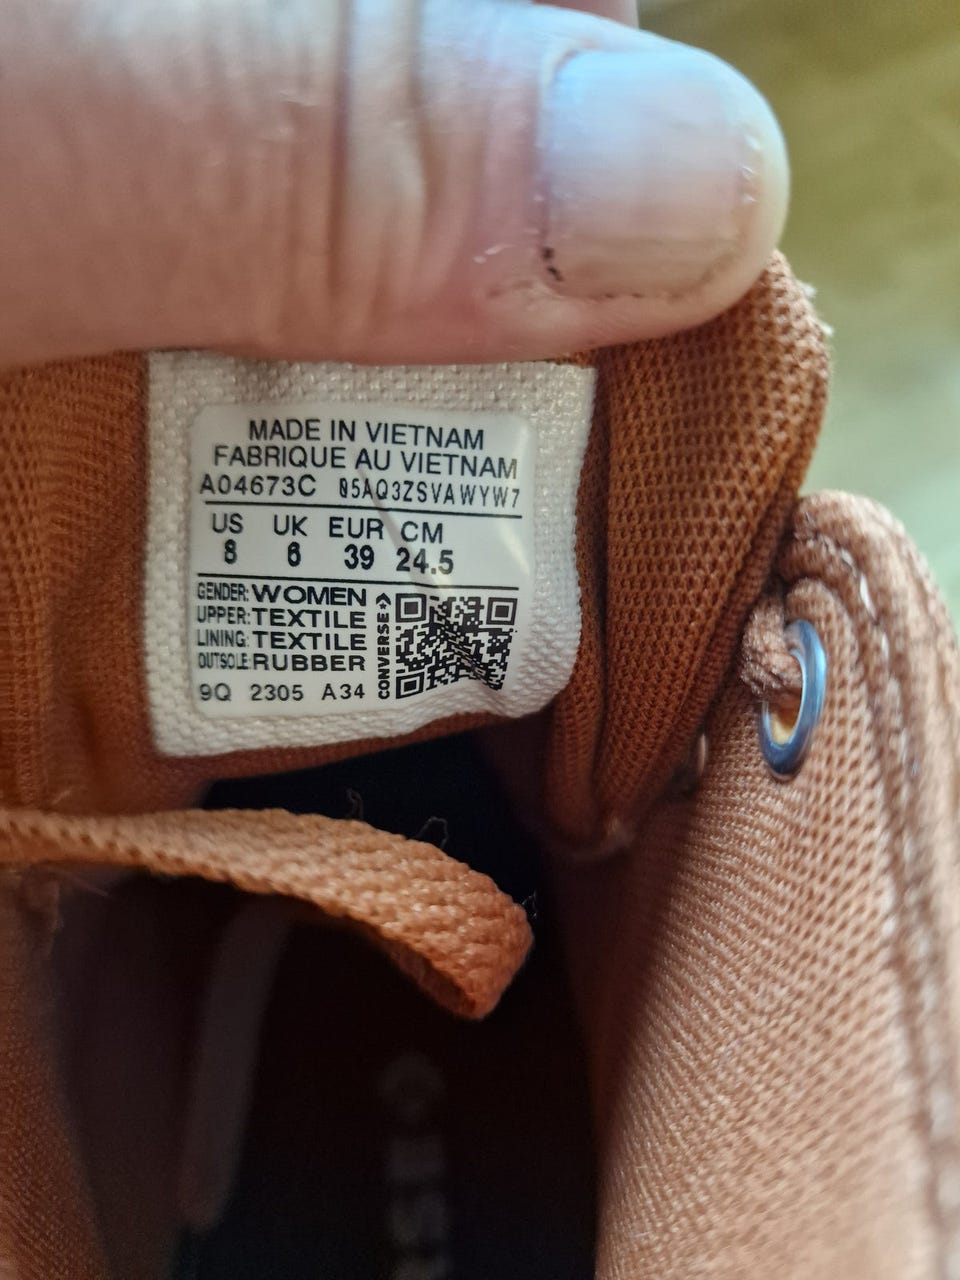 MADE IN VIETNAM
FABRIQUE AU VIETNAM
A04673C 05AQ3ZSVAWYW7
US UK EUR CM
8 6 39 24.5
GENDER: WOMEN
UPPER: TEXTILE
LINING: TEXTILE
OUTSOLE: RUBBER
9Q 2305 A34
CONVERSE